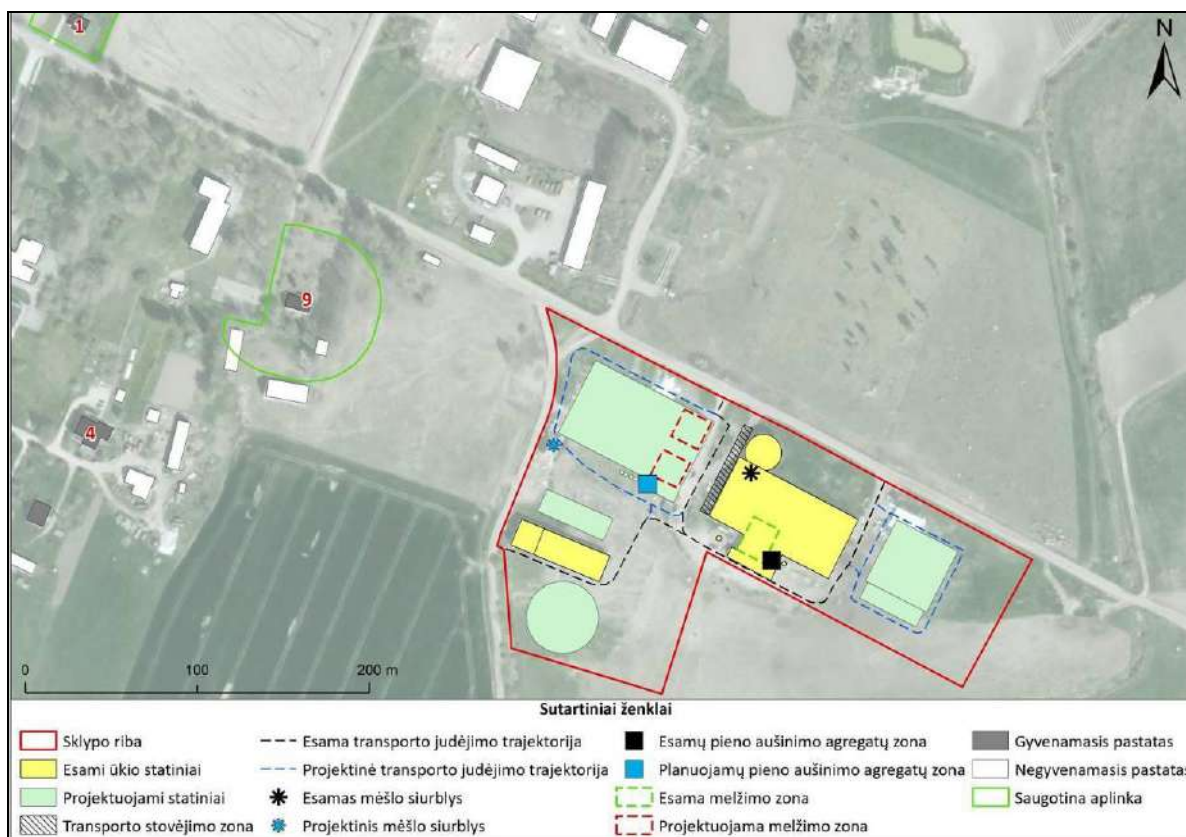 1
N
9
4
0 100 200 m
Sutartiniai ženklai
Sklypo riba
Esama transporto judėjimo trajektorija
Esamų pieno aušinimo agregatų zona
Gyvenamasis pastatas
Esami ūkio statiniai
Projektinė transporto judėjimo trajektorija
Planuojamų pieno aušinimo agregatų zona
Negyvenamasis pastatas
Projektuojami statiniai
Esamas mėšlo siurblys
Esama melžimo zona
Saugotina aplinka
Transporto stovėjimo zona
Projektinis mėšlo siurblys
Projektuojama melžimo zona